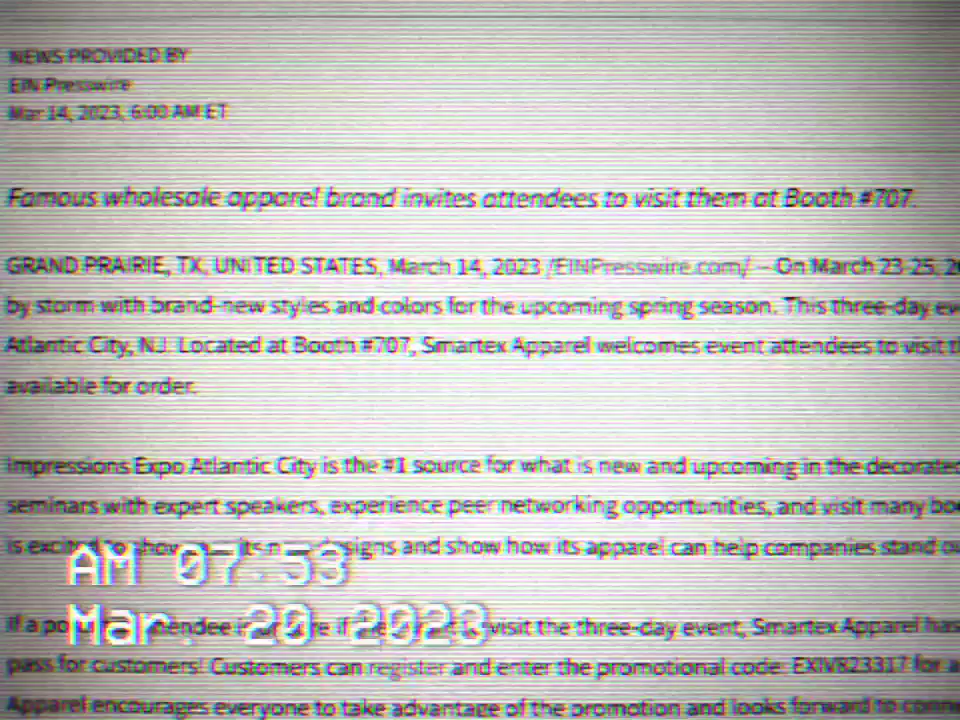 NEWS PROVIDED BY
EIN Presswire
Mar 14, 2023, 6:00 AM ET
Famous wholesale apparel brand invites attendees to visit them at Booth #707.
GRAND PRAIRIE, TX, UNITED STATES, March 14, 2023 /EINPresswire.com/ -- On March 23-25,
by storm with brand-new styles and colors for the upcoming spring season. This three-day
Atlantic City, NJ. Located at Booth #707, Smartex Apparel welcomes event attendees to visit
available for order.
Impressions Expo Atlantic City is the #1 source for what is new and upcoming in the decorated
seminars with expert speakers, experience peer networking opportunities, and visit many
is excited to show its new designs and show how its apparel can help companies stand
AM 07:53
Mar. 20 2023
If a visit the three-day event, Smartex Apparel has
pass for customers! Customers can register and enter the promotional code: for
Apparel encourages everyone to take advantage of the promotion and looks forward to